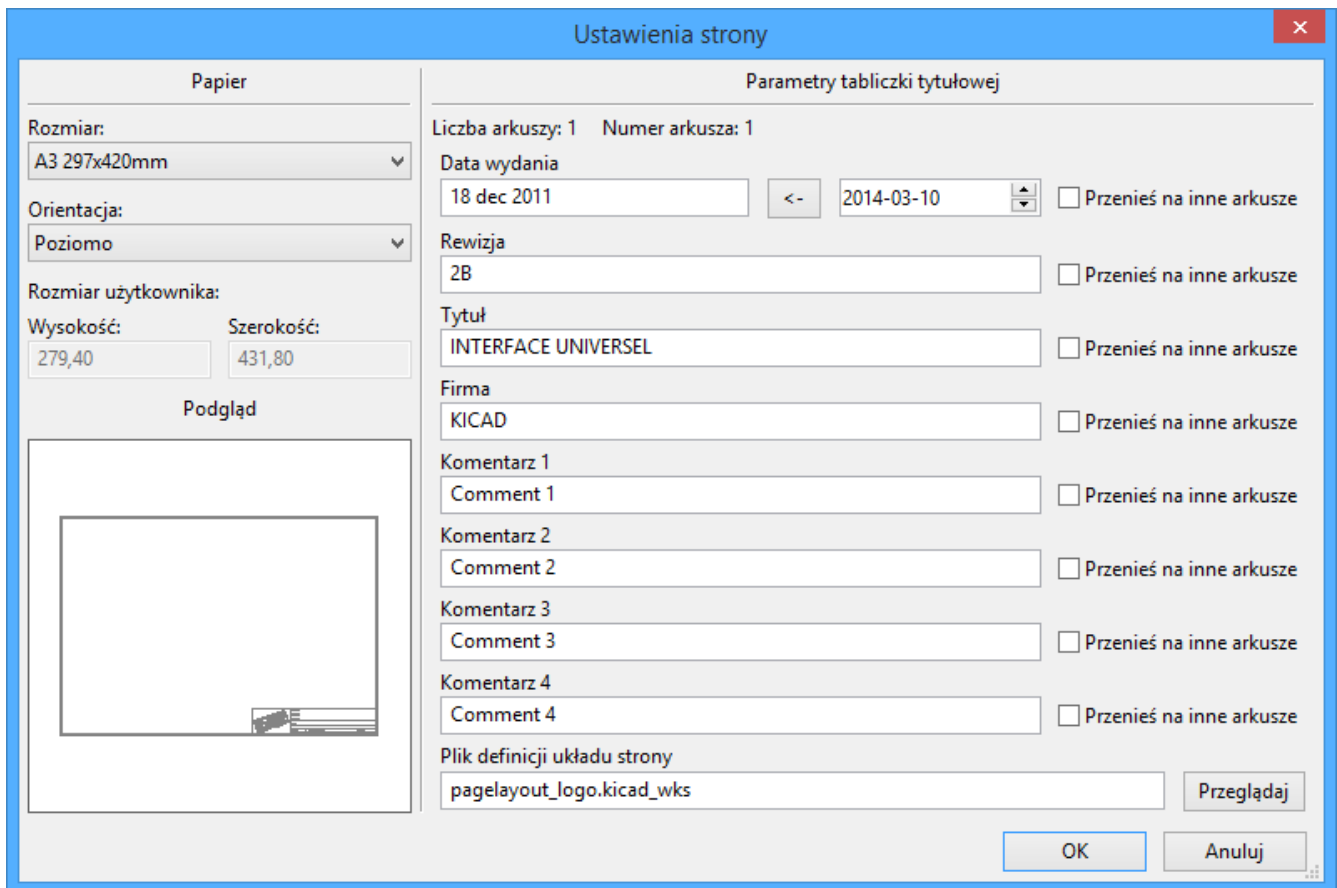 Ustawienia strony
Papier
Rozmiar:
A3 297x420mm
Orientacja:
Poziomo
Rozmiar użytkownika:
Wysokość: Szerokość:
279,40 431,80
Podgląd
Parametry tabliczki tytułowej
Liczba arkuszy: 1 Numer arkusza: 1
Data wydania
18 dec 2011 <- 2014-03-10 Przenieś na inne arkusze
Rewizja
2B Przenieś na inne arkusze
Tytuł
INTERFACE UNIVERSEL Przenieś na inne arkusze
Firma
KICAD Przenieś na inne arkusze
Komentarz 1
Comment 1 Przenieś na inne arkusze
Komentarz 2
Comment 2 Przenieś na inne arkusze
Komentarz 3
Comment 3 Przenieś na inne arkusze
Komentarz 4
Comment 4 Przenieś na inne arkusze
Plik definicji układu strony
pagelayout_logo.kicad_wks Przeglądaj
OK Anuluj